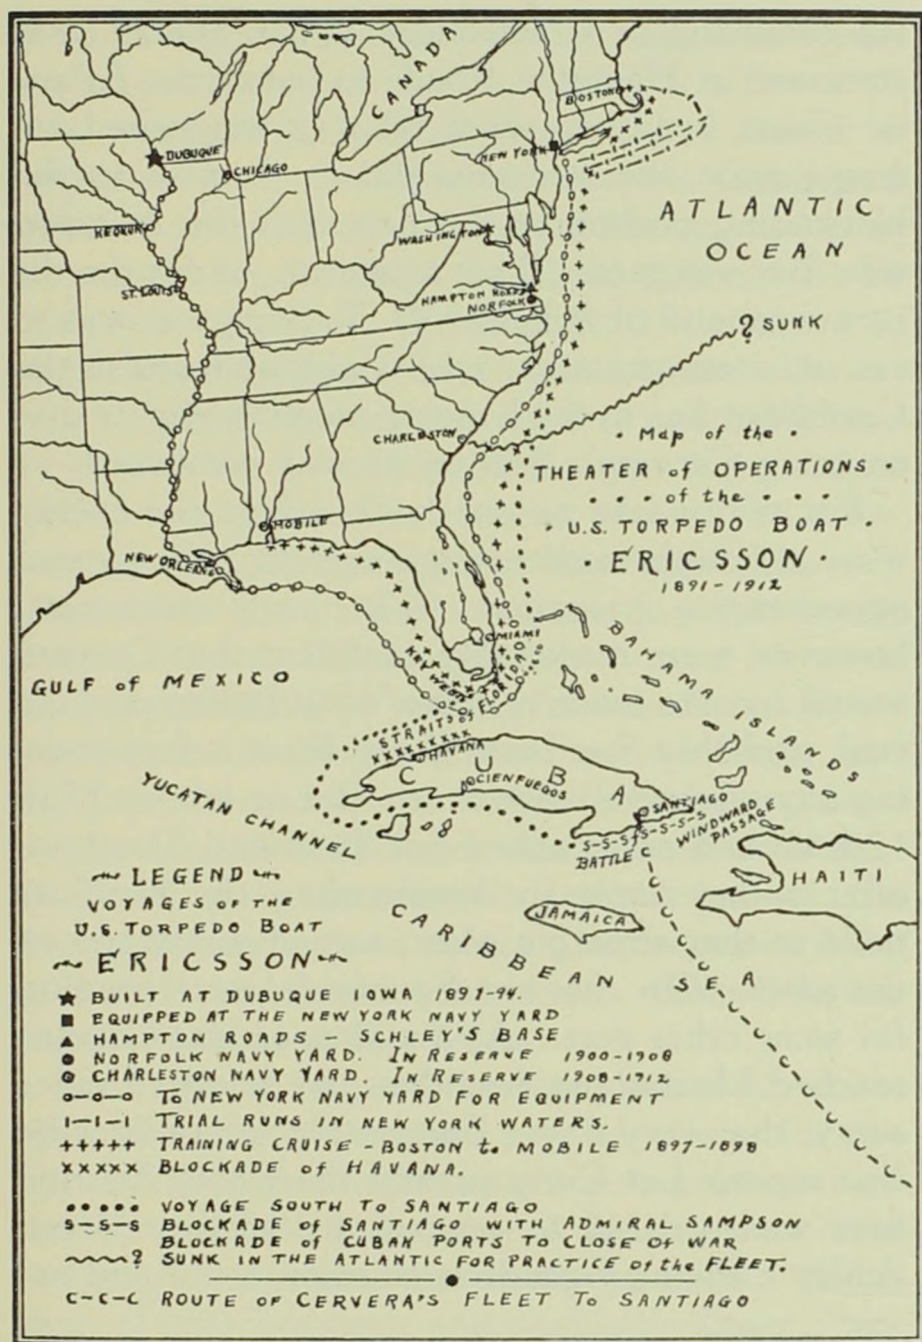 CANADA
BOSTON
DUBUQUE
NEW YORK
CHICAGO
ATLANTIC
OCEAN
KEOKUK
WASHINGTON
ST. LOUIS
HAMPTON ROADS
NORFOLK
? SUNK
CHARLESTON
• Map of the •
THEATER of OPERATIONS •
• • • of the • • •
U.S. TORPEDO BOAT •
• ERICSSON •
1891-1912
MOBILE
NEW ORLEANS
MIAMI
KEY WEST
BAHAMA ISLANDS
GULF of MEXICO
STRAITS of FLORIDA
HAVANA
CUBA
CIENFUEGOS
YUCATAN CHANNEL
SANTIAGO
S-S-S-S-S-S-S
BATTLE
WINDWARD
PASSAGE
HAITI
JAMAICA
CARIBBEAN SEA
LEGEND
VOYAGES OF THE
U.S. TORPEDO BOAT
ERICSSON
BUILT AT DUBUQUE IOWA 1891-94.
EQUIPPED AT THE NEW YORK NAVY YARD
HAMPTON ROADS – SCHLEY'S BASE
NORFOLK NAVY YARD. IN RESERVE 1900-1908
CHARLESTON NAVY YARD. IN RESERVE 1908-1912
o-o-o TO NEW YORK NAVY YARD FOR EQUIPMENT
I-I-I TRIAL RUNS IN NEW YORK WATERS.
+++++ TRAINING CRUISE - BOSTON to MOBILE 1897-1898
xxxxx BLOCKADE of HAVANA.
••••• VOYAGE SOUTH TO SANTIAGO
S-S-S BLOCKADE of SANTIAGO WITH ADMIRAL SAMPSON
BLOCKADE of CUBAN PORTS TO CLOSE OF WAR
~~~? SUNK IN THE ATLANTIC FOR PRACTICE of the FLEET.
C-C-C ROUTE OF CERVERA'S FLEET TO SANTIAGO